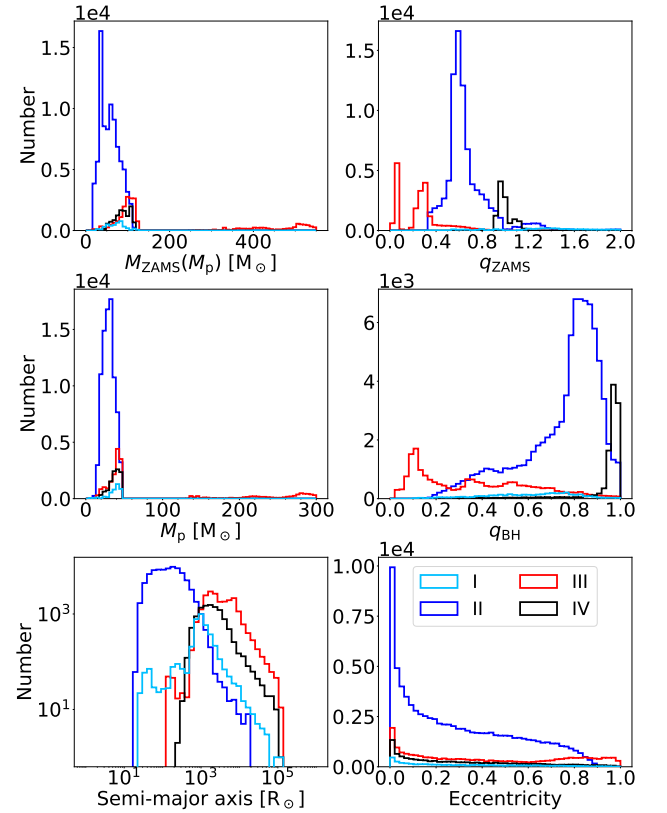 1e4
1e4
Number
1.5
1.0
0.5
0.0
0 200 400
M_ZAMS(M_p) [M_⊙]
1.5
1.0
0.5
0.0
0.0 0.4 0.8 1.2 1.6 2.0
q_ZAMS
1e4
1e3
Number
1.5
1.0
0.5
0.0
0 100 200 300
M_p [M_⊙]
6
4
2
0
0.0 0.2 0.4 0.6 0.8 1.0
q_BH
Number
10^3
10^1
10^1 10^3 10^5
Semi-major axis [R_⊙]
1e4
1.00
0.75
0.50
0.25
0.00
I III
II IV
0.0 0.2 0.4 0.6 0.8 1.0
Eccentricity